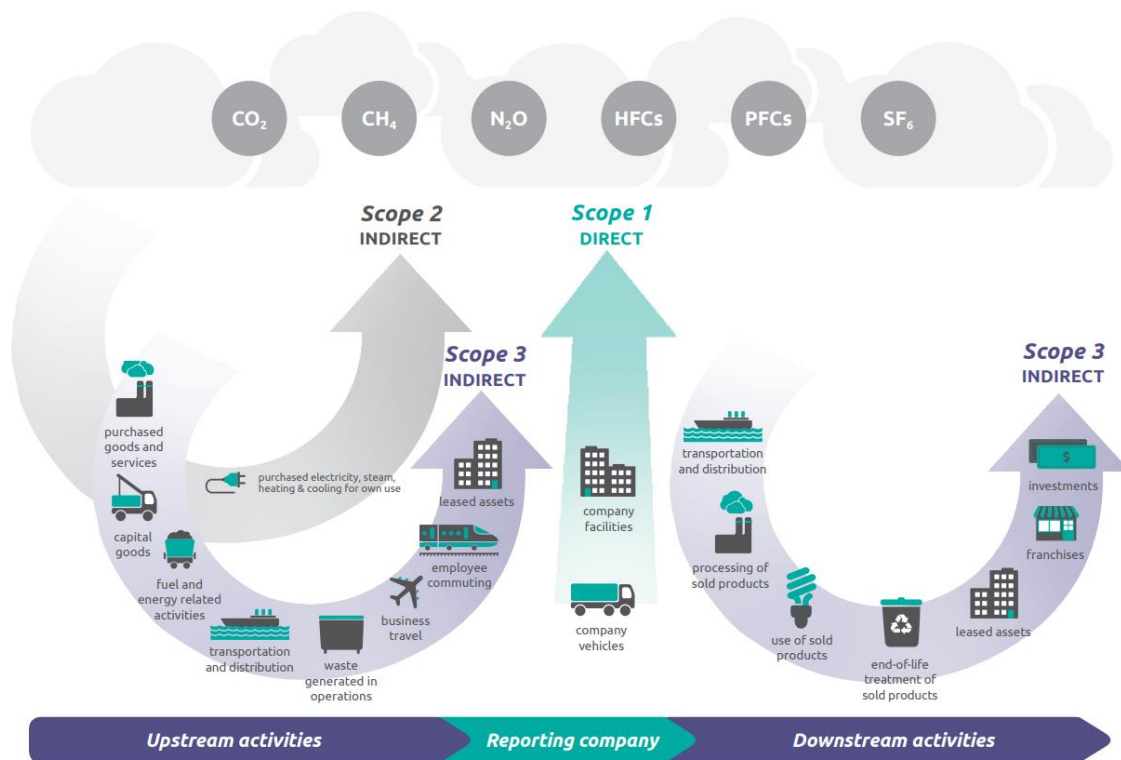 CO₂
CH₄
N₂O
HFCs
PFCs
SF₆
Scope 2
INDIRECT
Scope 1
DIRECT
Scope 3
INDIRECT
Scope 3
INDIRECT
purchased
goods and
services
capital
goods
fuel and
energy related
activities
purchased electricity, steam,
heating & cooling for own use
transportation
and distribution
waste
generated in
operations
business
travel
employee
commuting
leased assets
company
facilities
company
vehicles
transportation
and distribution
processing of
sold products
use of sold
products
end-of-life
treatment of
sold products
leased assets
franchises
$
investments
Upstream activities
Reporting company
Downstream activities